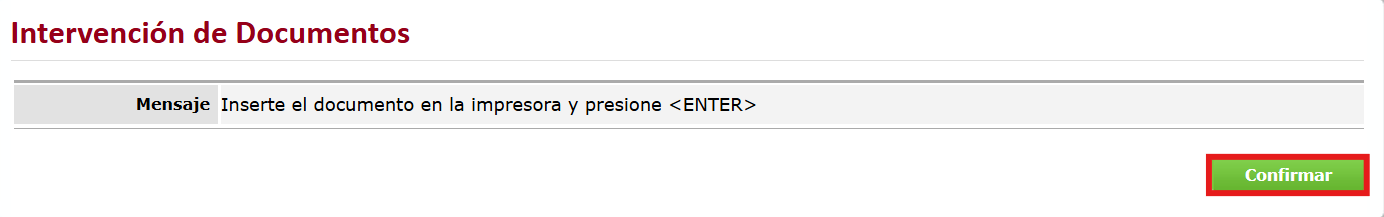 Intervención de Documentos
Mensaje Inserte el documento en la impresora y presione <ENTER>
Confirmar